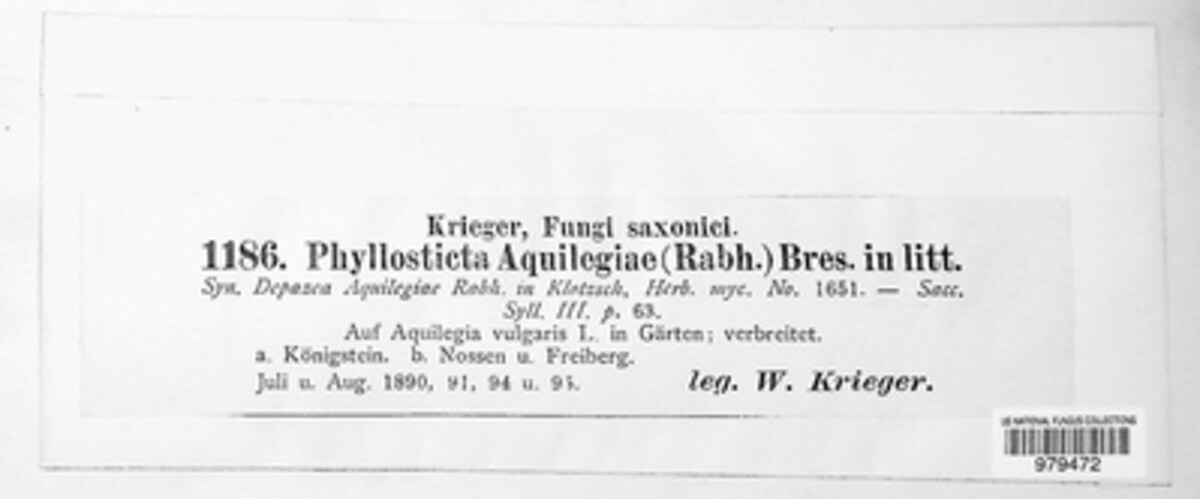 Krieger, Fungi saxonici.
1186. Phyllosticta Aquilegiae (Rabh.) Bres. in litt.
Syn. Depazea Aquilegiae Rabh. in Klotzsch, Herb. myc. No. 1651. — Sacc.
Syll. III. p. 63.
Auf Aquilegia vulgaris L. in Gärten; verbreitet.
a. Königstein. b. Nossen u. Freiberg.
Juli u. Aug. 1890, 91, 94 u. 95.
leg. W. Krieger.
US NATIONAL FUNGUS COLLECTIONS
979472